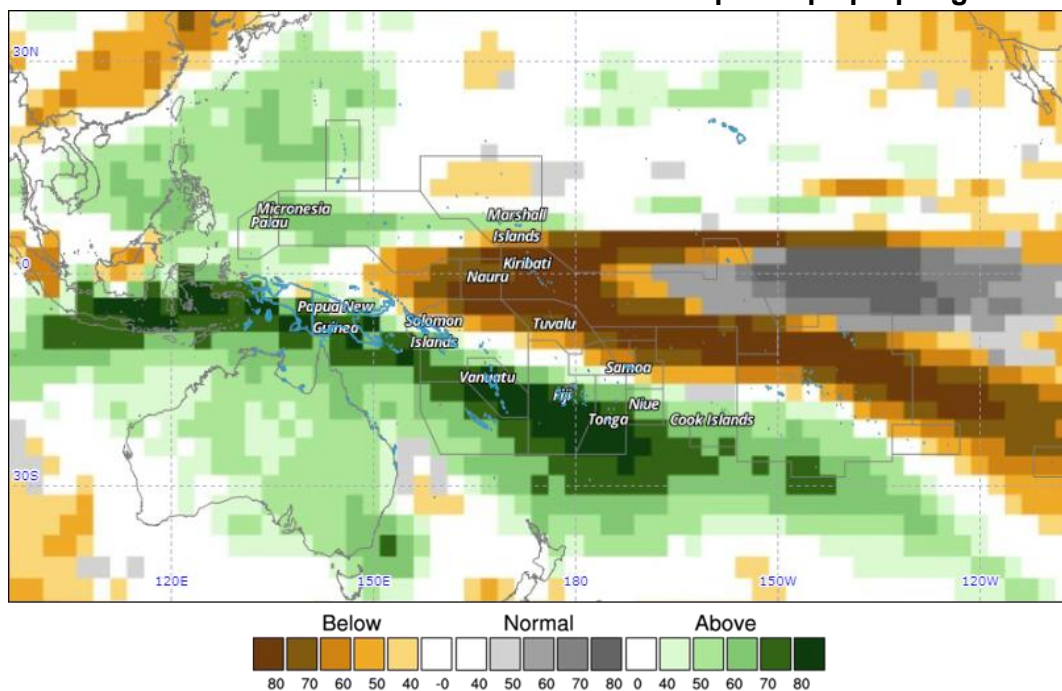 30N
Micronesia
Palau
Marshall
Islands
0
Kiribati
Nauru
Papua New
Guinea
Solomon
Islands
Tuvalu
Samoa
Vanuatu
Fiji
Niue
Tonga
Cook Islands
30S
120E 150E 180 150W 120W
Below Normal Above
80 70 60 50 40 -0 40 50 60 70 80 0 40 50 60 70 80